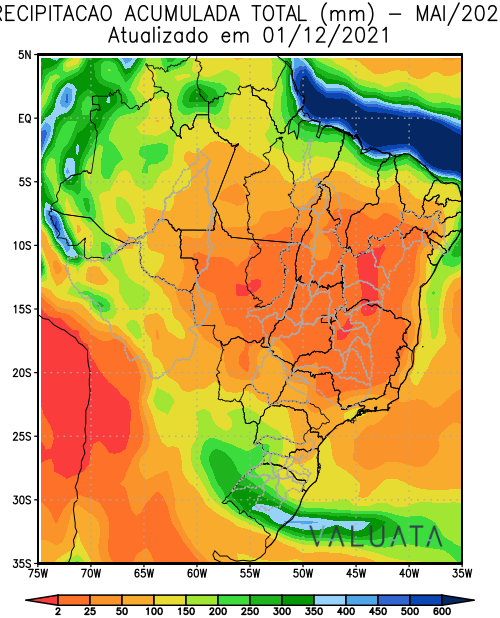 RECIPITACAO ACUMULADA TOTAL (mm) – MAI/202
Atualizado em 01/12/2021
5N
EQ
5S
10S
15S
20S
25S
30S
35S
VALUATA
75W 70W 65W 60W 55W 50W 45W 40W 35W
2 25 50 100 150 200 250 300 350 400 450 500 600